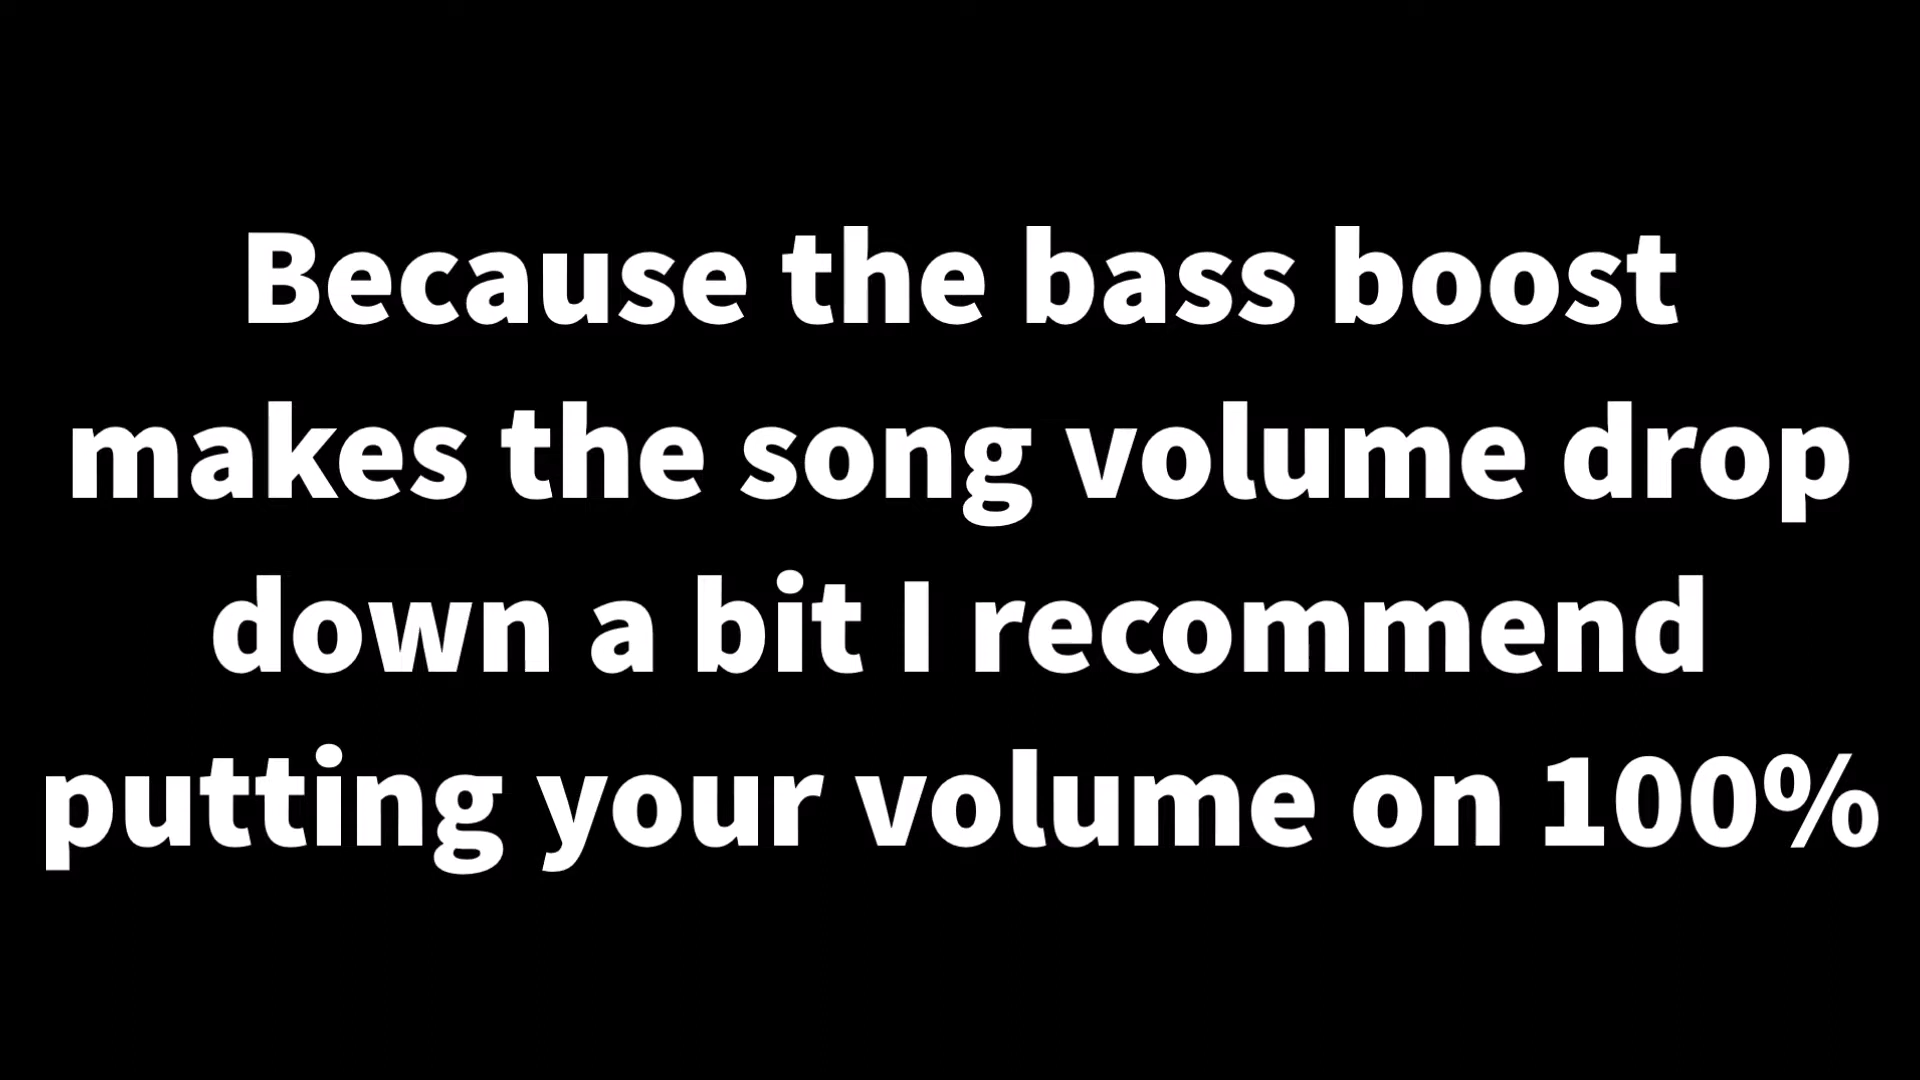 Because the bass boost
makes the song volume drop
down a bit I recommend
putting your volume on 100%